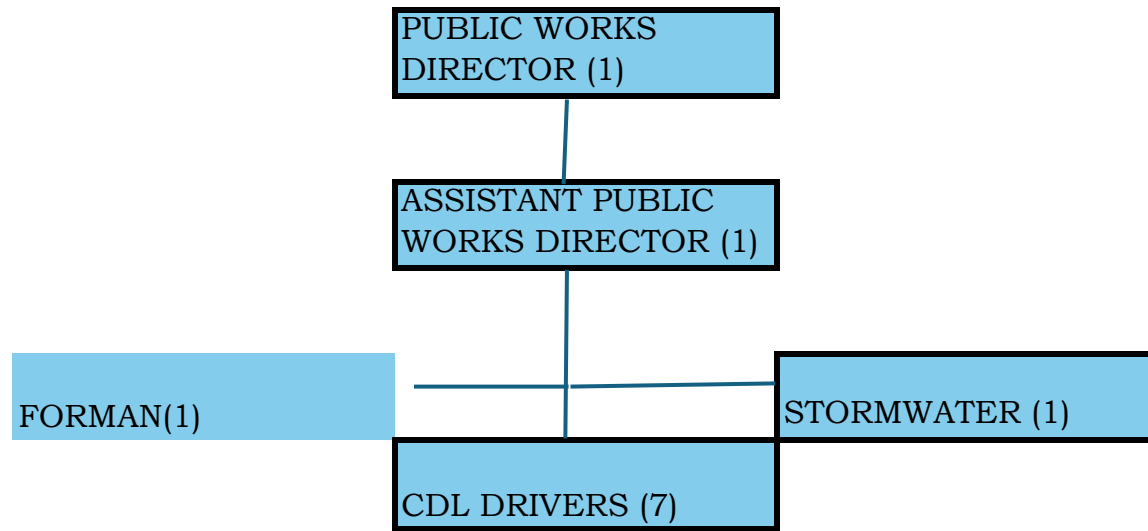 PUBLIC WORKS
DIRECTOR (1)
ASSISTANT PUBLIC
WORKS DIRECTOR (1)
FORMAN(1)
STORMWATER (1)
CDL DRIVERS (7)